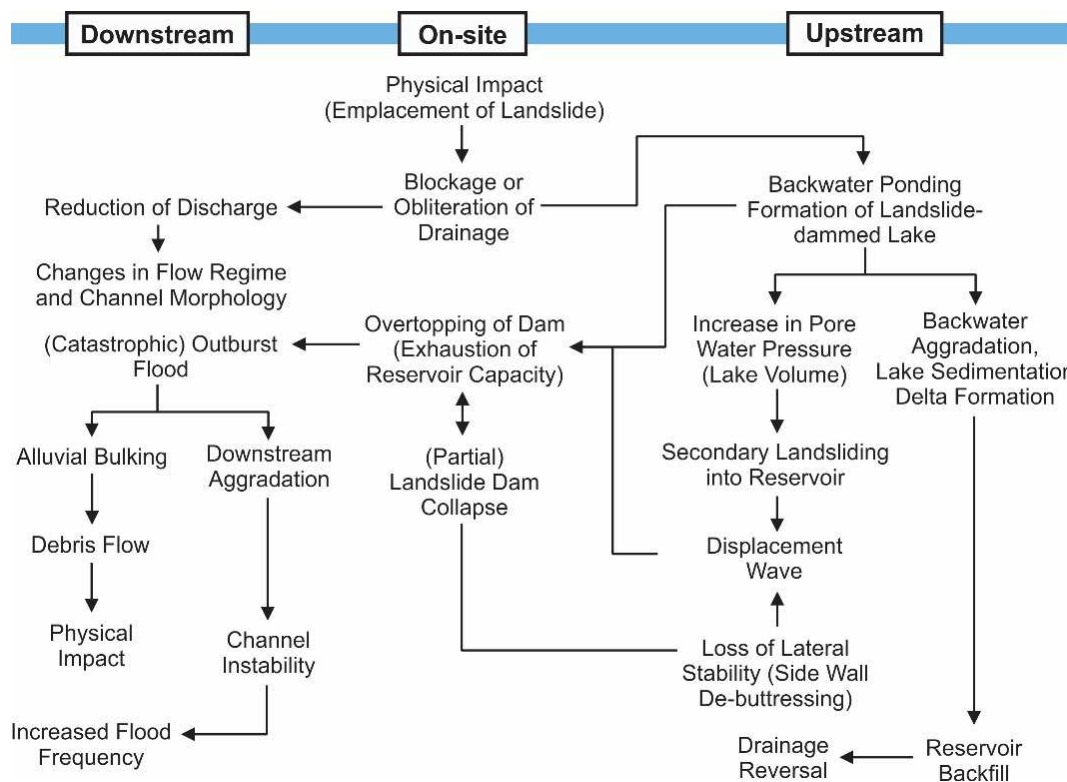 Downstream
On-site
Upstream
Physical Impact
(Emplacement of Landslide)
Blockage or
Obliteration of
Drainage
Reduction of Discharge
Backwater Ponding
Formation of Landslide-
dammed Lake
Changes in Flow Regime
and Channel Morphology
(Catastrophic) Outburst
Flood
Overtopping of Dam
(Exhaustion of
Reservoir Capacity)
Increase in Pore
Water Pressure
(Lake Volume)
Backwater
Aggradation,
Lake Sedimentation
Delta Formation
Alluvial Bulking
Downstream
Aggradation
(Partial)
Landslide Dam
Collapse
Secondary Landsliding
into Reservoir
Debris Flow
Displacement
Wave
Physical
Impact
Channel
Instability
Loss of Lateral
Stability (Side Wall
De-buttressing)
Increased Flood
Frequency
Drainage
Reversal
Reservoir
Backfill